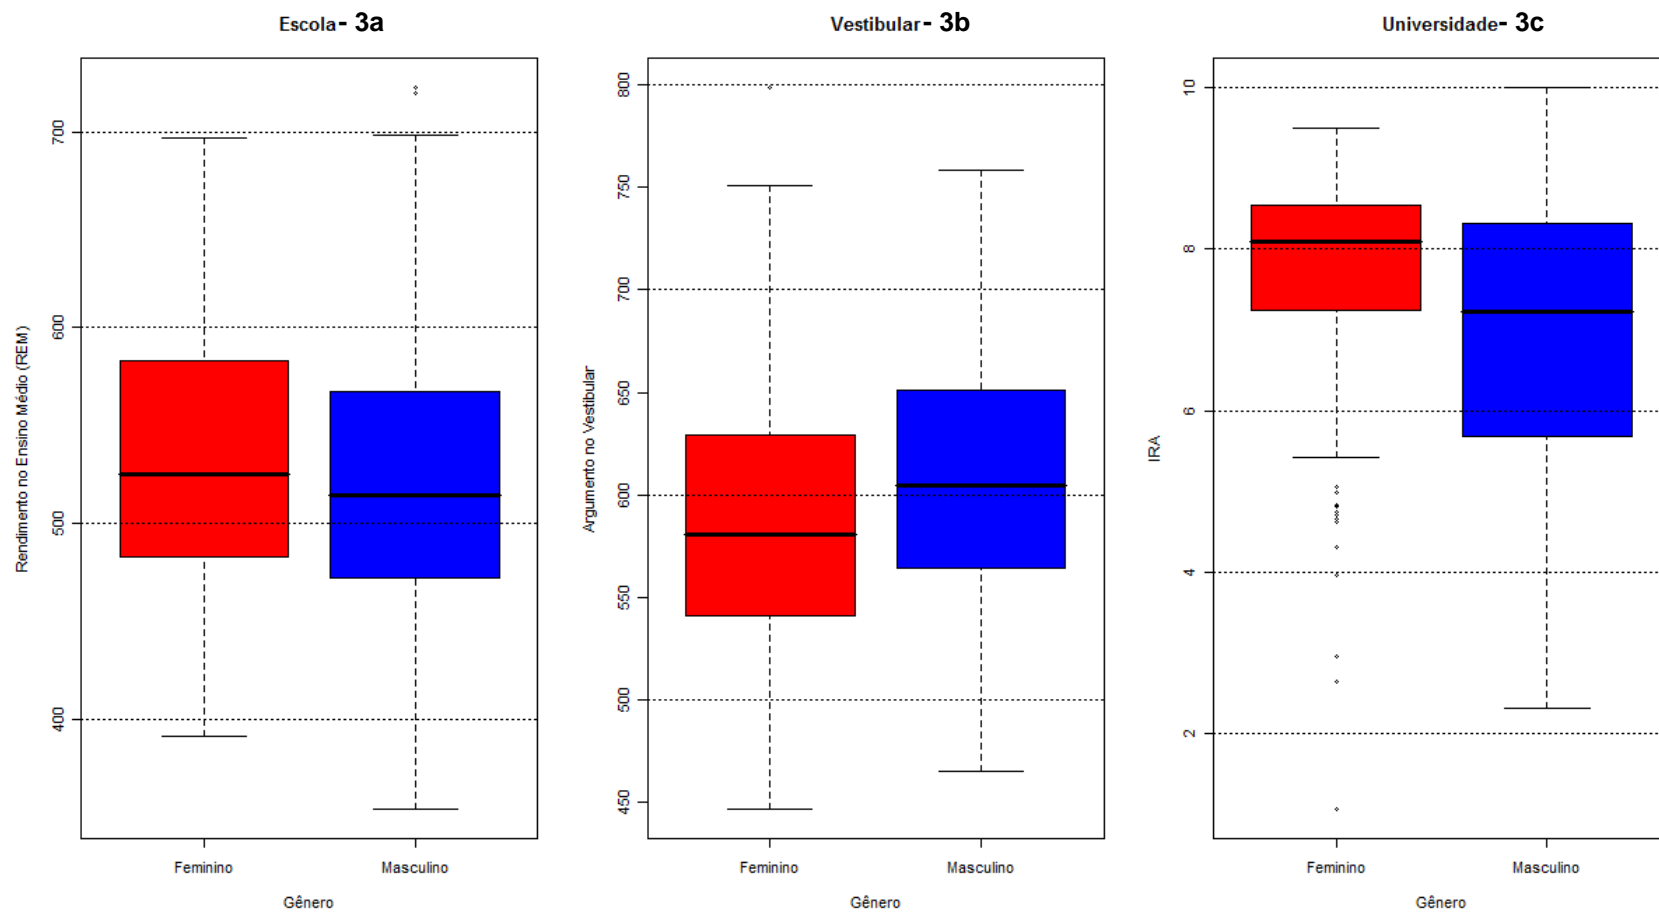 Escola - 3a
Rendimento no Ensino Médio (REM)
700
600
500
400
Feminino
Masculino
Gênero
Vestibular - 3b
Argumento no Vestibular
800
750
700
650
600
550
500
450
Feminino
Masculino
Gênero
Universidade - 3c
IRA
10
8
6
4
2
Feminino
Masculino
Gênero